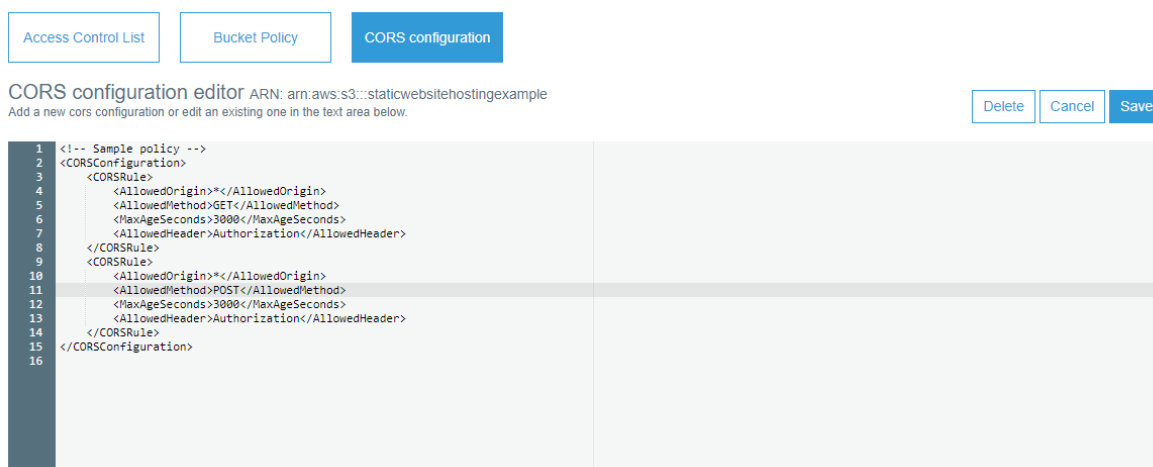 Access Control List Bucket Policy CORS configuration
CORS configuration editor ARN: arn:aws:s3:::staticwebsitehostingexample
Add a new cors configuration or edit an existing one in the text area below.
Delete Cancel Save
1 <!-- Sample policy -->
2 <CORSConfiguration>
3 <CORSRule>
4 <AllowedOrigin>*</AllowedOrigin>
5 <AllowedMethod>GET</AllowedMethod>
6 <MaxAgeSeconds>3000</MaxAgeSeconds>
7 <AllowedHeader>Authorization</AllowedHeader>
8 </CORSRule>
9 <CORSRule>
10 <AllowedOrigin>*</AllowedOrigin>
11 <AllowedMethod>POST</AllowedMethod>
12 <MaxAgeSeconds>3000</MaxAgeSeconds>
13 <AllowedHeader>Authorization</AllowedHeader>
14 </CORSRule>
15 </CORSConfiguration>
16